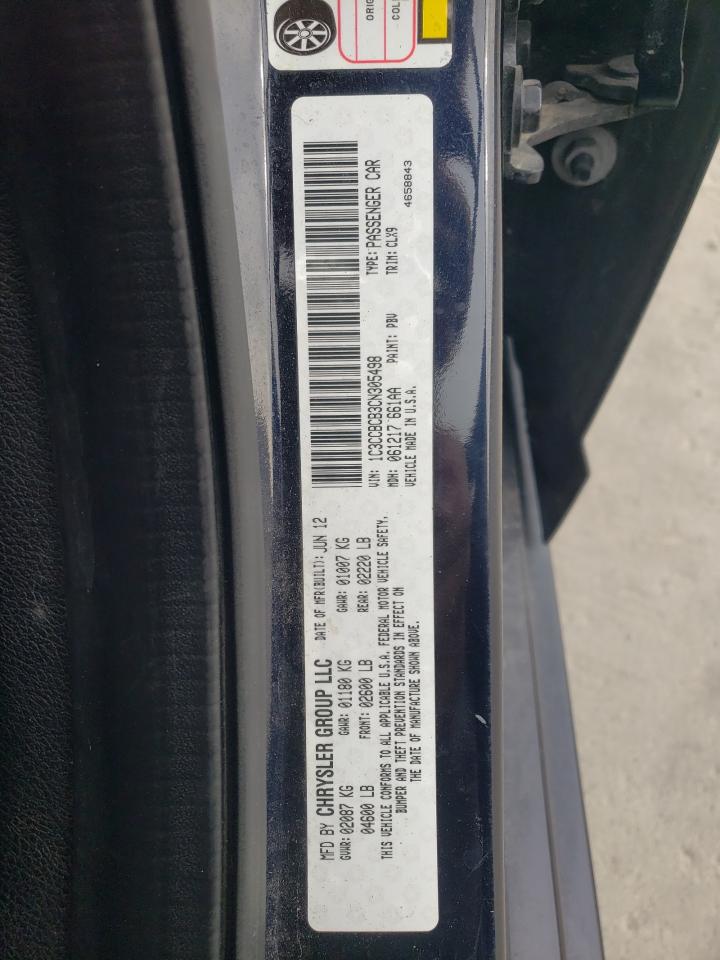 ORIG
COL
MFD BY CHRYSLER GROUP LLC DATE OF MFR(BUILT): JUN 12
GVWR: 02087 KG GAWR: 01180 KG GAWR: 01007 KG
04600 LB FRONT: 02600 LB REAR: 02220 LB
THIS VEHICLE CONFORMS TO ALL APPLICABLE U.S.A. FEDERAL MOTOR VEHICLE SAFETY,
BUMPER AND THEFT PREVENTION STANDARDS IN EFFECT ON
THE DATE OF MANUFACTURE SHOWN ABOVE.
VIN: 1C3CCBCB3CN305498 TYPE: PASSENGER CAR
MDH: 061217 661AA PAINT: PBV TRIM: CLX9
VEHICLE MADE IN U.S.A.
4658843